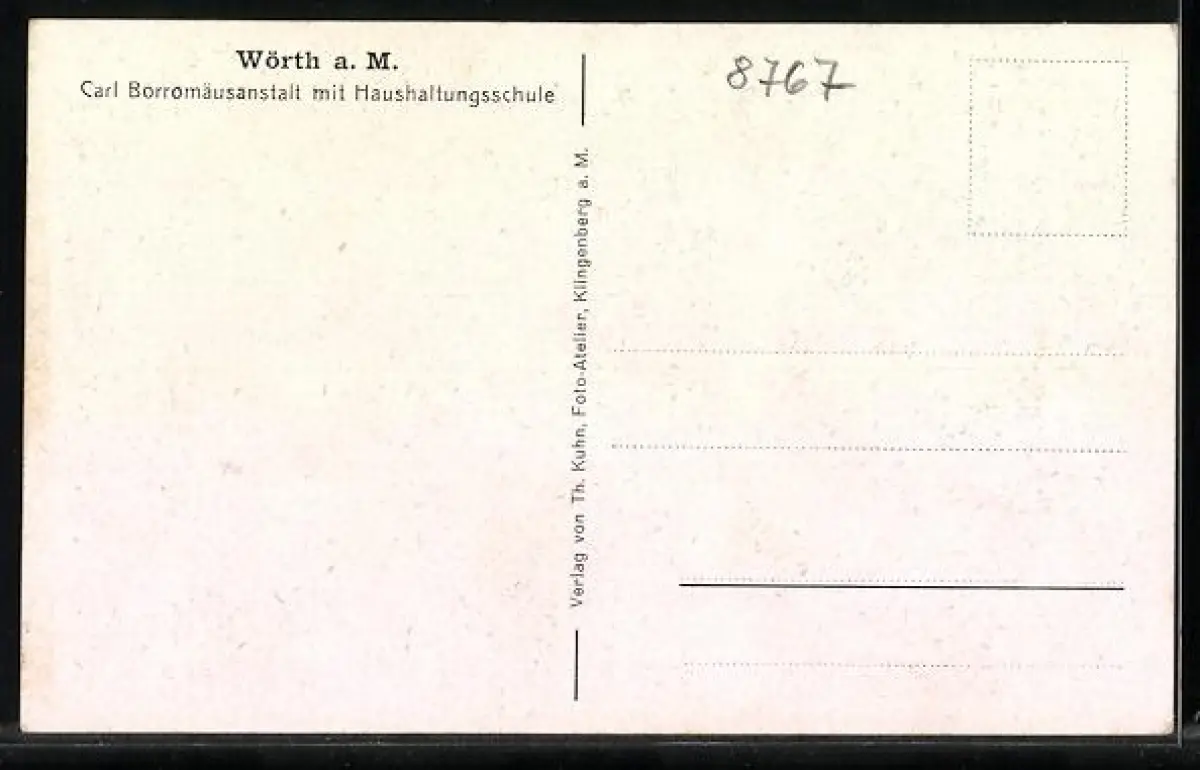 Wörth a. M.
Carl Borromäusanstalt mit Haushaltungsschule
Verlag von Th. Kuhn, Foto-Atelier, Klingenberg a. M.
8767